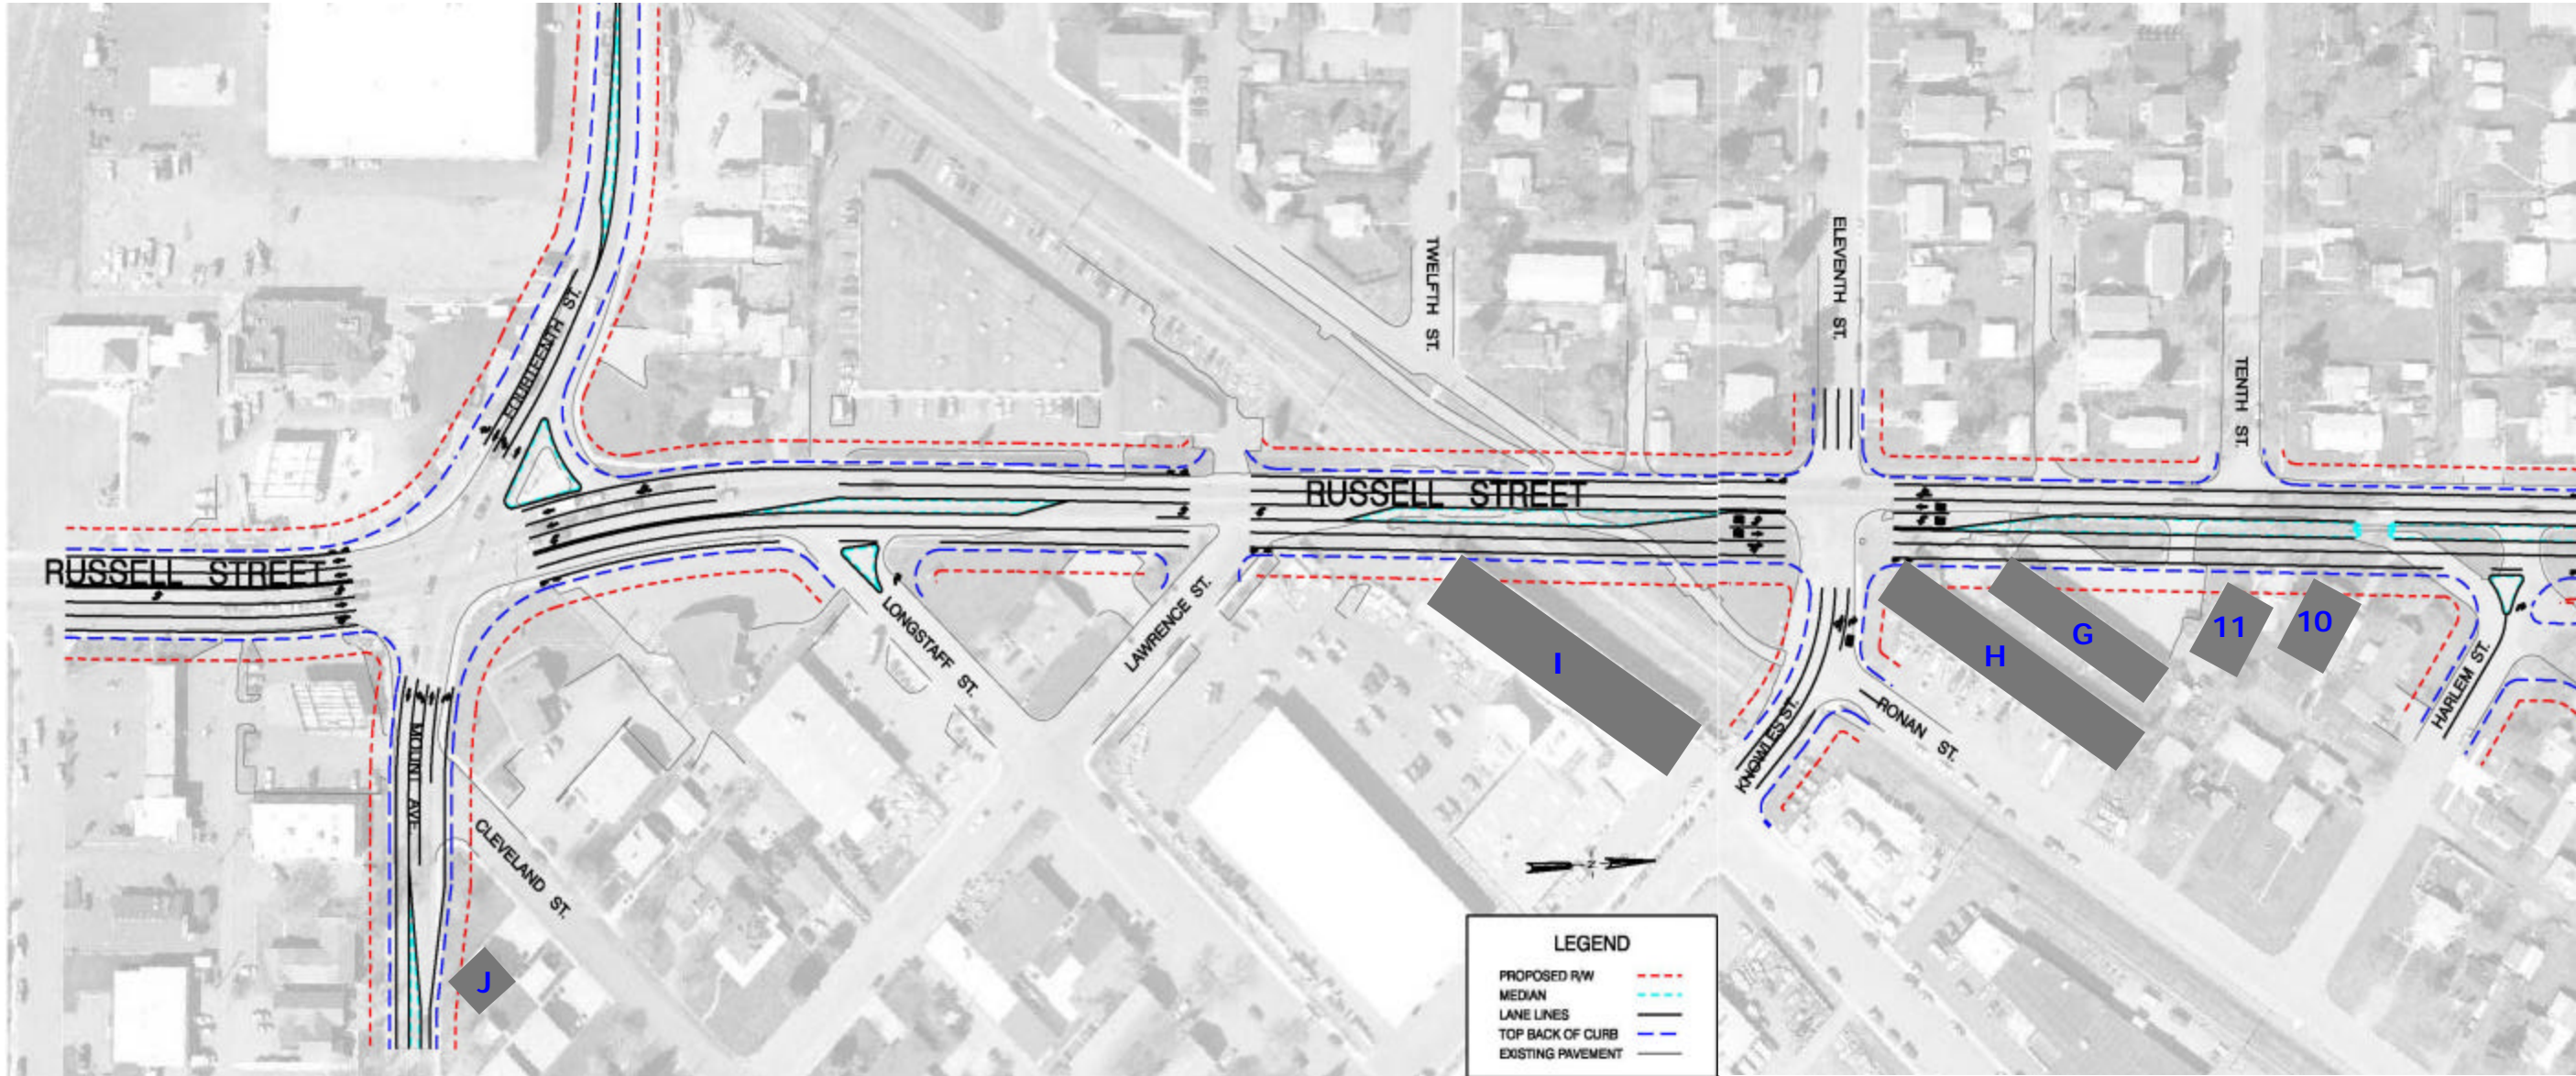 TWELFTH ST.
ELEVENTH ST.
TENTH ST.
FOURTEENTH ST.
RUSSELL STREET
RUSSELL STREET
LONGSTAFF ST.
LAWRENCE ST.
I
H
G
11
10
HARLEM ST.
RONAN ST.
KNOWLES ST.
MOUNT AVE.
CLEVELAND ST.
J
N
LEGEND
PROPOSED R/W
MEDIAN
LANE LINES
TOP BACK OF CURB
EXISTING PAVEMENT